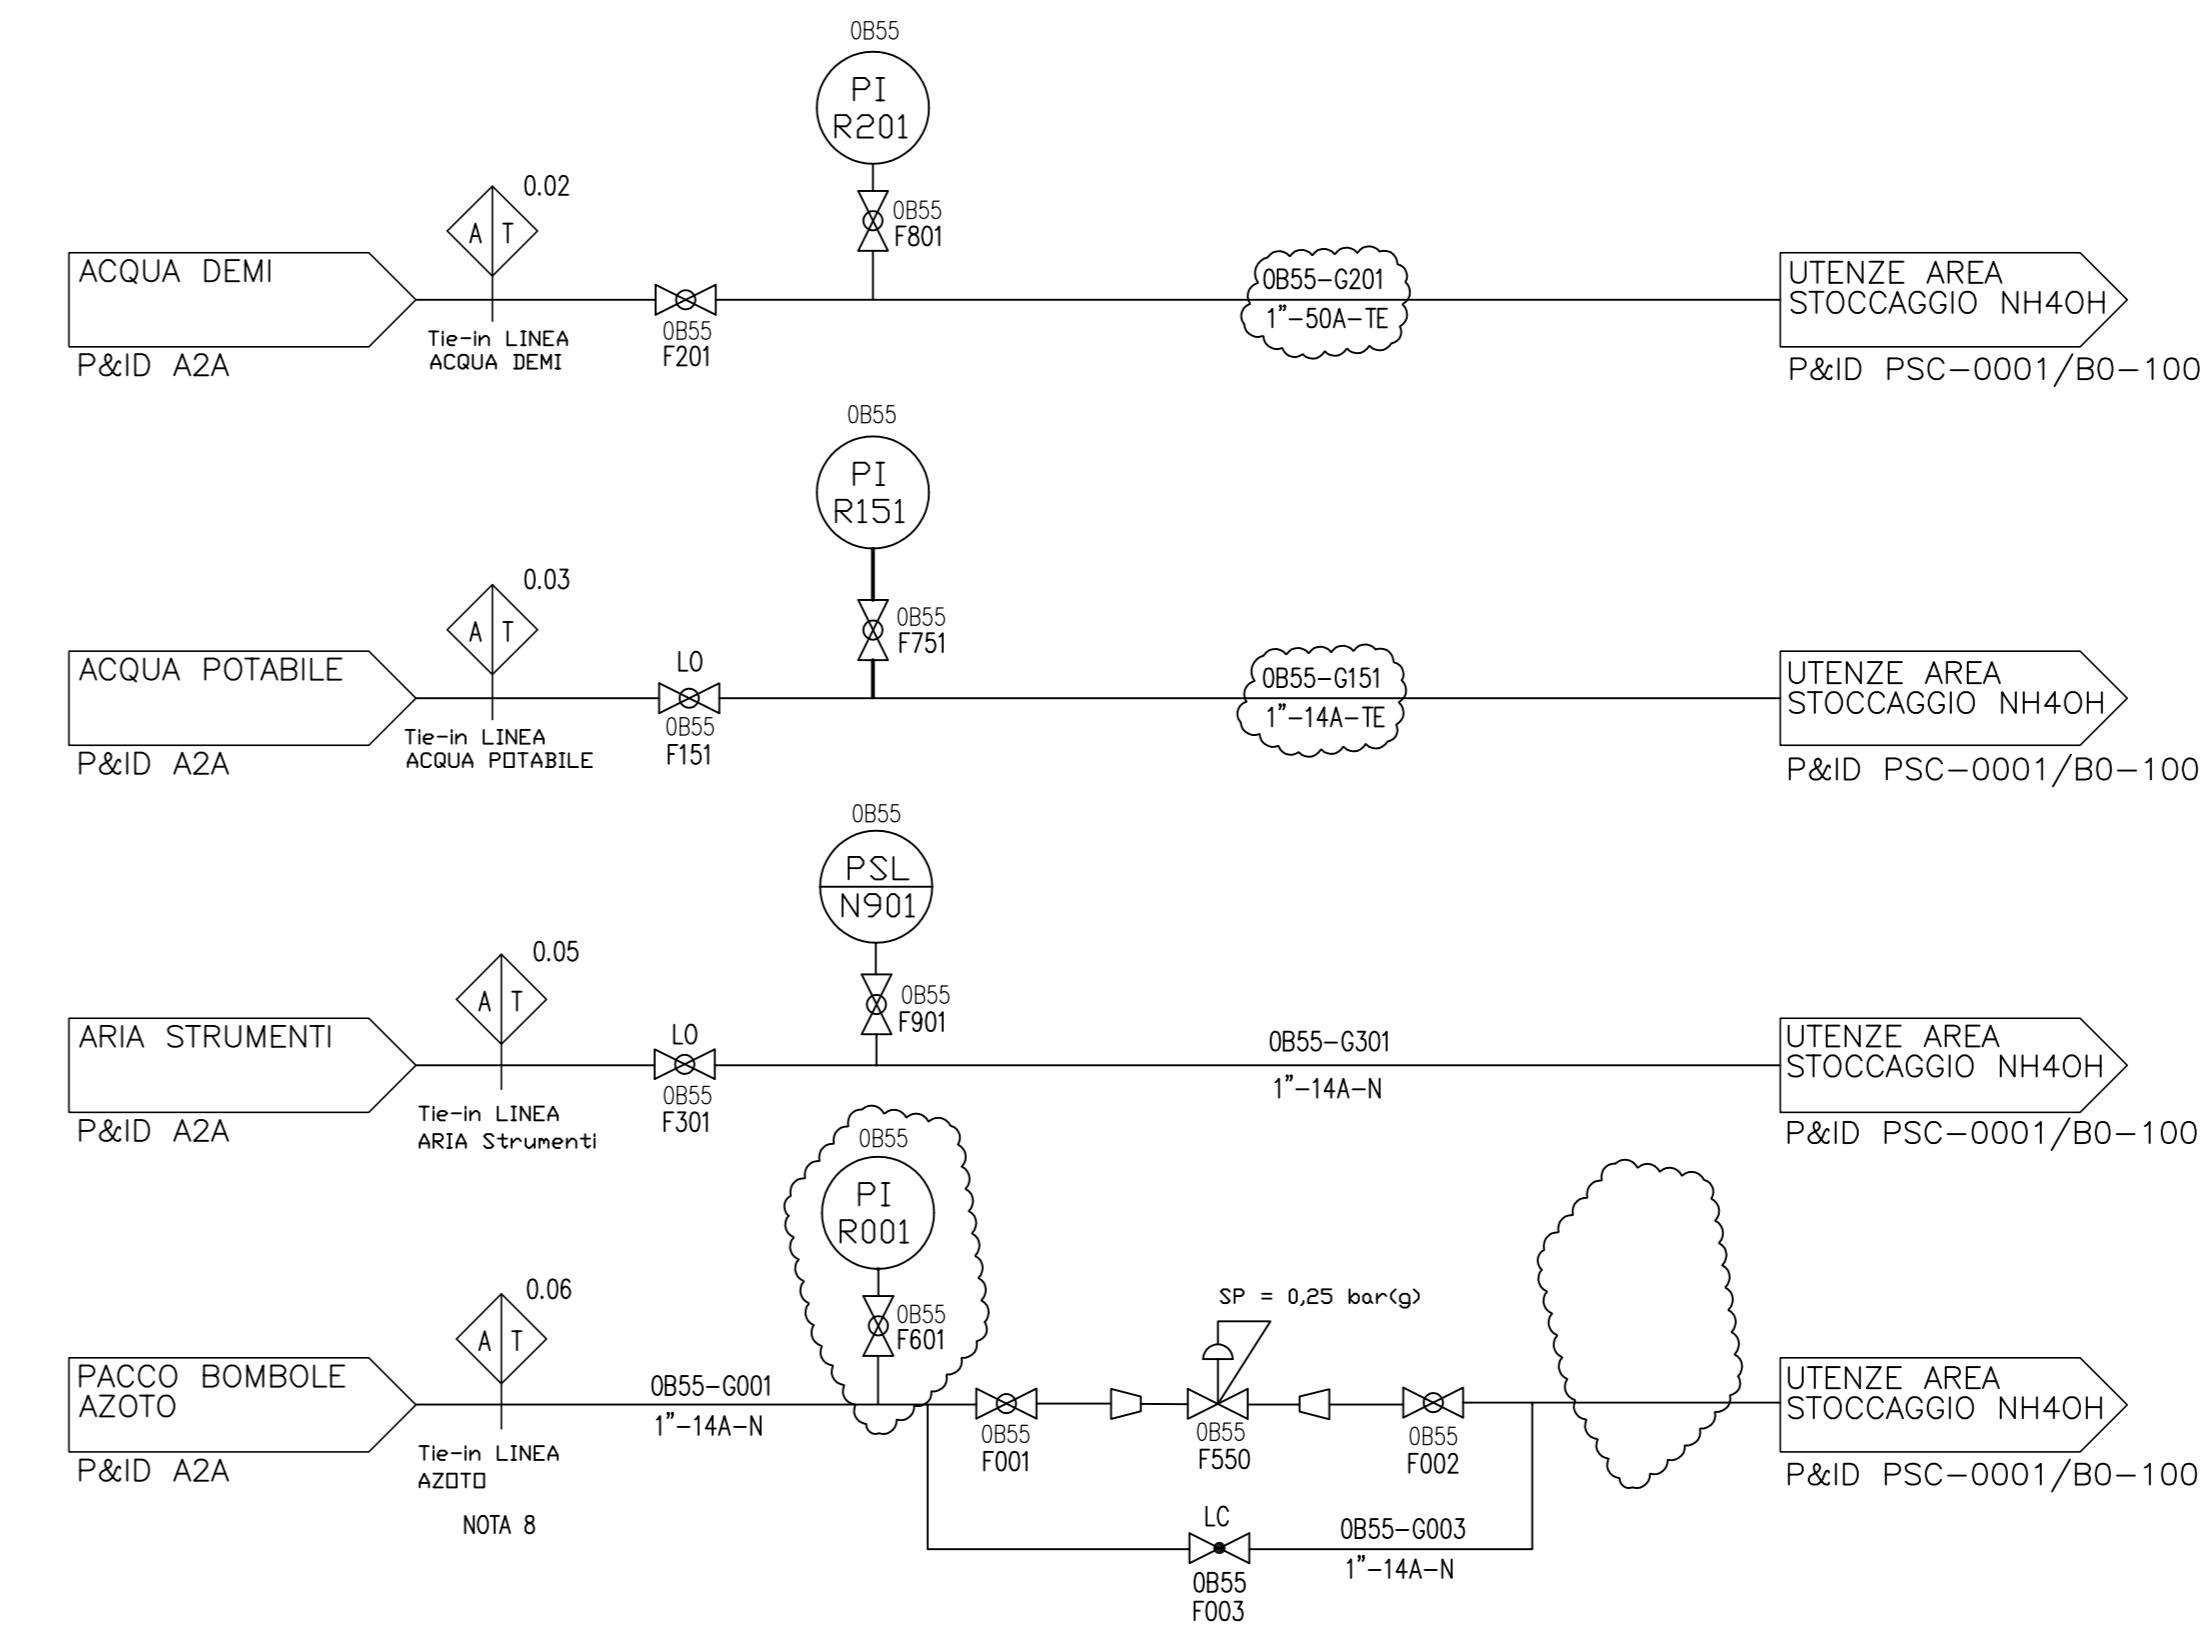 0B55
PI
R201
0.02
A T
0B55
F801
ACQUA DEMI
0B55-G201
UTENZE AREA
STOCCAGGIO NH4OH
1"-50A-TE
0B55
F201
Tie-in LINEA
ACQUA DEMI
P&ID A2A
P&ID PSC-0001/B0-100
0B55
PI
R151
0.03
A T
0B55
F751
ACQUA POTABILE
LO
0B55-G151
UTENZE AREA
STOCCAGGIO NH4OH
1"-14A-TE
0B55
F151
Tie-in LINEA
ACQUA POTABILE
P&ID A2A
P&ID PSC-0001/B0-100
0B55
PSL
N901
0.05
A T
0B55
F901
ARIA STRUMENTI
LO
0B55-G301
UTENZE AREA
STOCCAGGIO NH4OH
1"-14A-N
0B55
F301
Tie-in LINEA
ARIA Strumenti
P&ID A2A
P&ID PSC-0001/B0-100
0B55
PI
R001
0.06
A T
0B55
F601
SP = 0,25 bar(g)
PACCO BOMBOLE
AZOTO
0B55-G001
1"-14A-N
UTENZE AREA
STOCCAGGIO NH4OH
0B55
F001
0B55
F550
0B55
F002
Tie-in LINEA
AZOTO
P&ID A2A
P&ID PSC-0001/B0-100
NOTA 8
LC
0B55-G003
1"-14A-N
0B55
F003